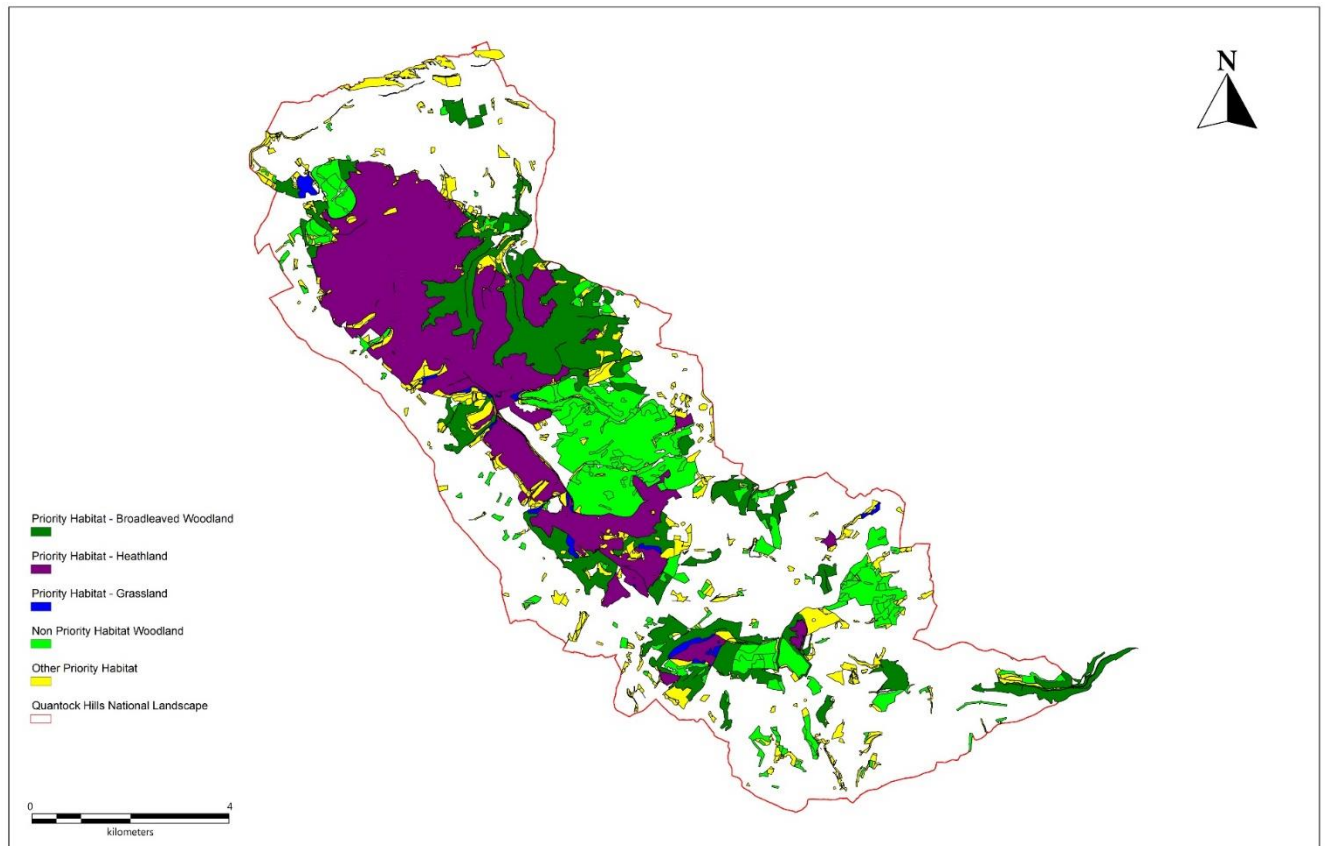 N
Priority Habitat - Broadleaved Woodland
Priority Habitat - Heathland
Priority Habitat - Grassland
Non Priority Habitat Woodland
Other Priority Habitat
Quantock Hills National Landscape
0 4
kilometers